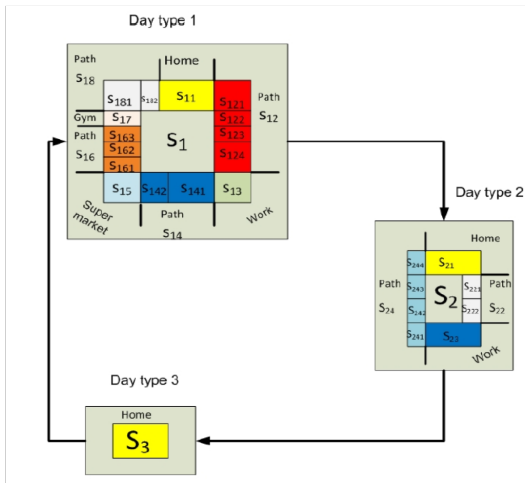 Day type 1
Path
S18
Home
S181
S182
S11
S121
Path
S12
Gym
S17
S122
Path
S16
S163
S162
S161
S1
S123
S124
S15
S142
S141
S13
Super
market
Path
S14
Work
Day type 2
Home
S244
S21
Path
S24
S243
S242
S241
S2
S221
S222
Path
S22
S23
Work
Day type 3
Home
S3